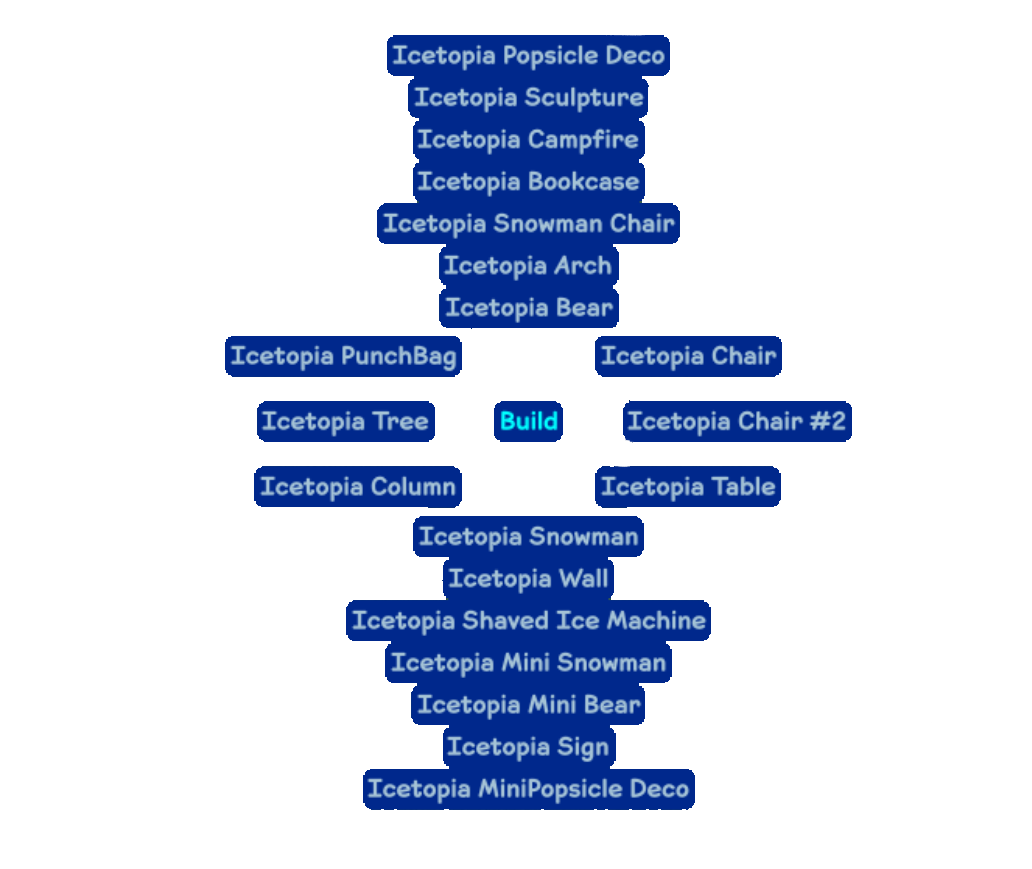 Icetopia Popsicle Deco
Icetopia Sculpture
Icetopia Campfire
Icetopia Bookcase
Icetopia Snowman Chair
Icetopia Arch
Icetopia Bear
Icetopia PunchBag
Icetopia Chair
Icetopia Tree
Build
Icetopia Chair #2
Icetopia Column
Icetopia Table
Icetopia Snowman
Icetopia Wall
Icetopia Shaved Ice Machine
Icetopia Mini Snowman
Icetopia Mini Bear
Icetopia Sign
Icetopia MiniPopsicle Deco